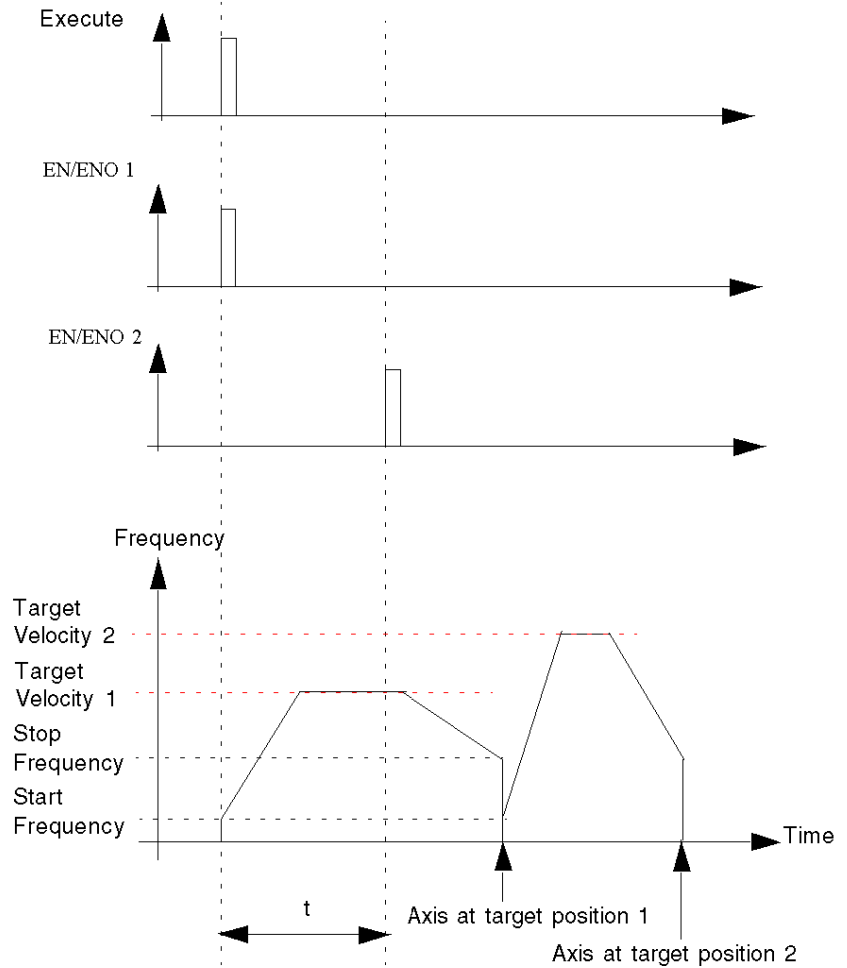 Execute
EN/ENO 1
EN/ENO 2
Frequency
Target
Velocity 2
Target
Velocity 1
Stop
Frequency
Start
Frequency
Time
t
Axis at target position 1
Axis at target position 2